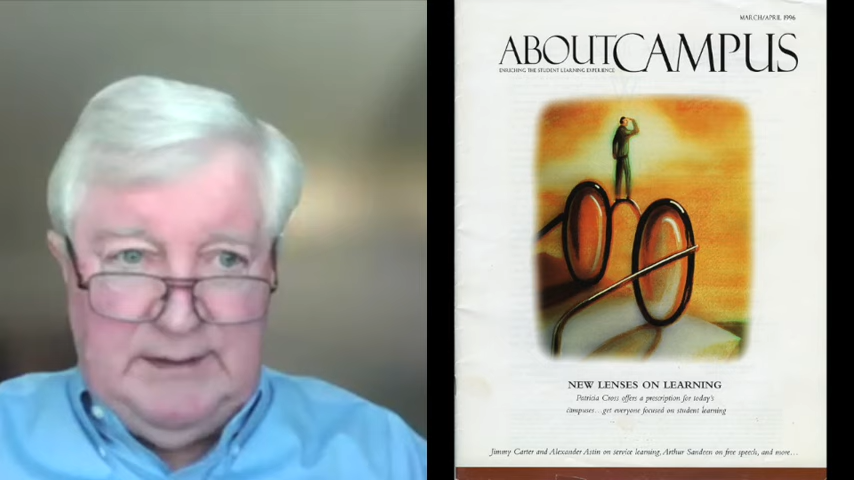 MARCH/APRIL 1996
ABOUTCAMPUS
ENRICHING THE STUDENT LEARNING EXPERIENCE
NEW LENSES ON LEARNING
Patricia Cross offers a prescription for today's
campuses…get everyone focused on student learning
Jimmy Carter and Alexander Astin on service learning, Arthur Sandeen on free speech, and more…